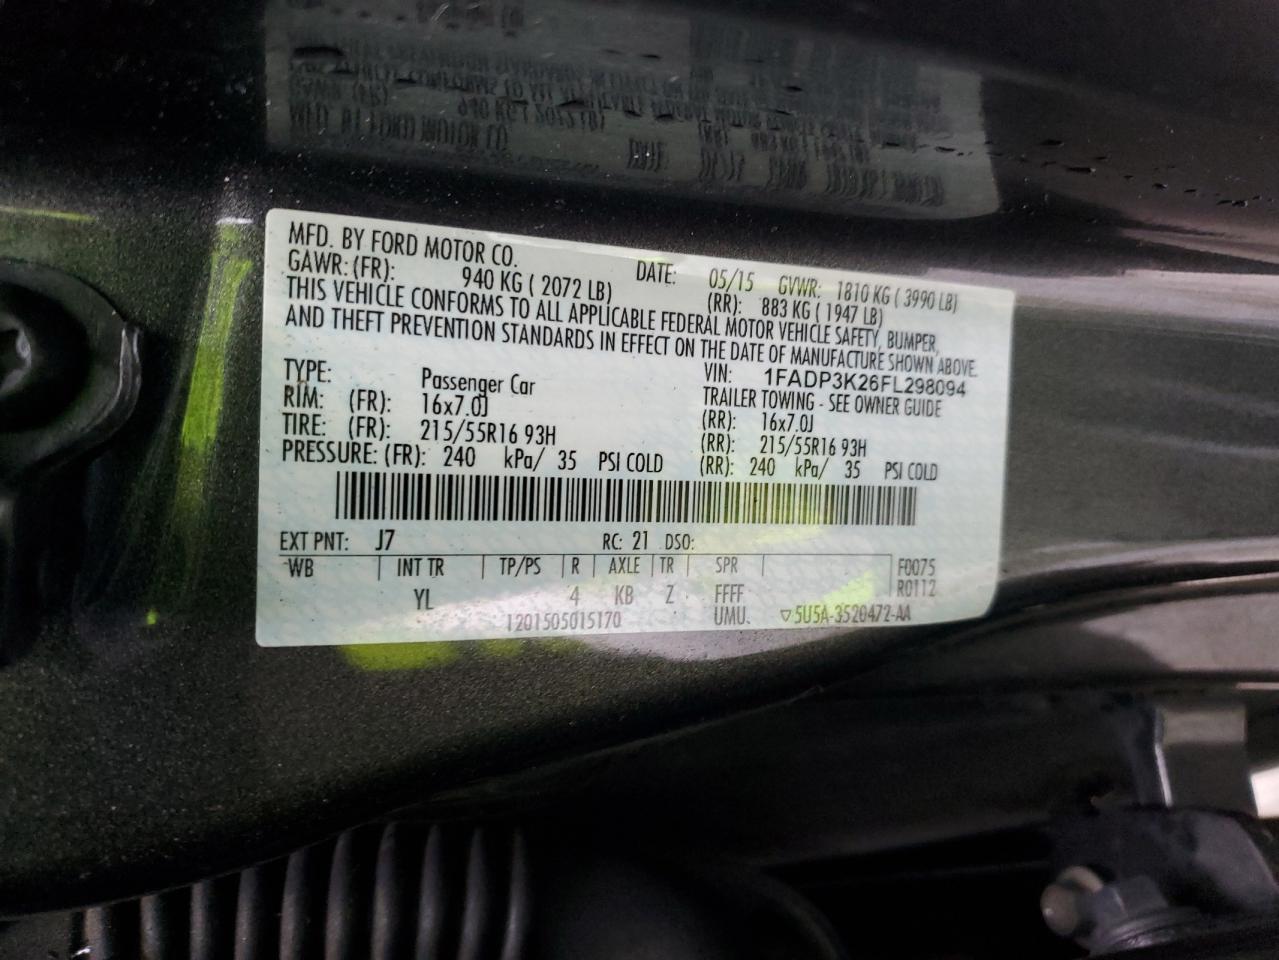 MFD. BY FORD MOTOR CO. DATE: 05/15 GVWR: 1810 KG ( 3990 LB)
GAWR: (FR): 940 KG ( 2072 LB) (RR): 883 KG ( 1947 LB)
THIS VEHICLE CONFORMS TO ALL APPLICABLE FEDERAL MOTOR VEHICLE SAFETY, BUMPER,
AND THEFT PREVENTION STANDARDS IN EFFECT ON THE DATE OF MANUFACTURE SHOWN ABOVE.
VIN: 1FADP3K26FL298094
TYPE: Passenger Car TRAILER TOWING - SEE OWNER GUIDE
RIM: (FR): 16x7.0J (RR): 16x7.0J
TIRE: (FR): 215/55R16 93H (RR): 215/55R16 93H
PRESSURE: (FR): 240 kPa/ 35 PSI COLD (RR): 240 kPa/ 35 PSI COLD
EXT PNT: J7 RC: 21 DSO:
WB INT TR TP/PS R AXLE TR SPR F0075
YL 4 KB Z FFFF R0112
1201505015170 UMU. ▽5U5A-3520472-AA